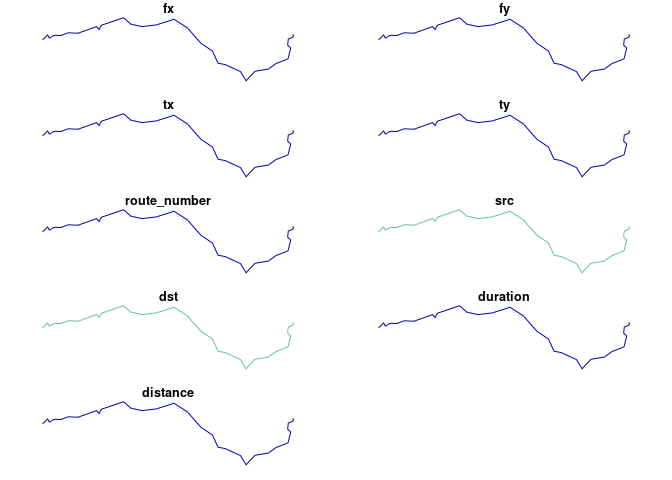 fx
fy
tx
ty
route_number
src
dst
duration
distance